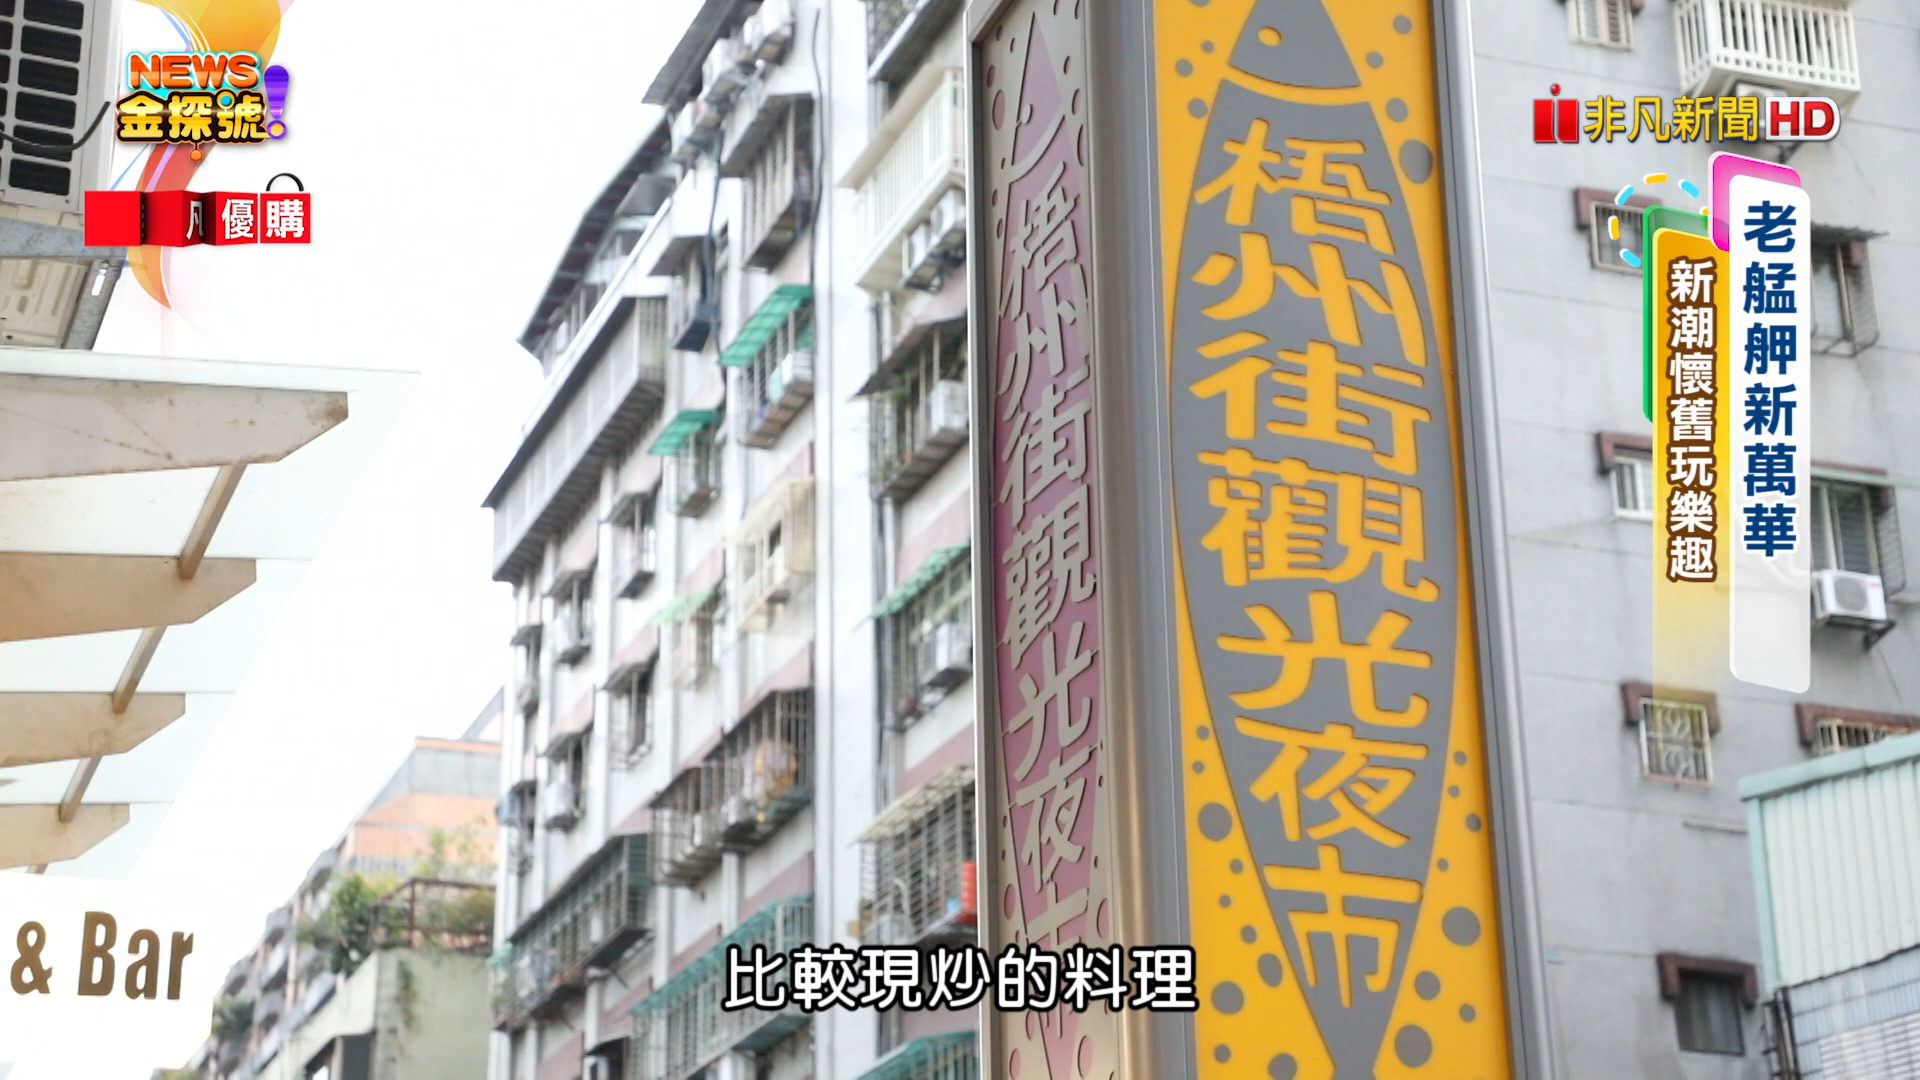 NEWS
金探號!
凡優購
非凡新聞HD
老艋舺新萬華
新潮懷舊玩樂趣
梧州街觀光夜市
梧州街觀光夜市
& Bar
比較現炒的料理